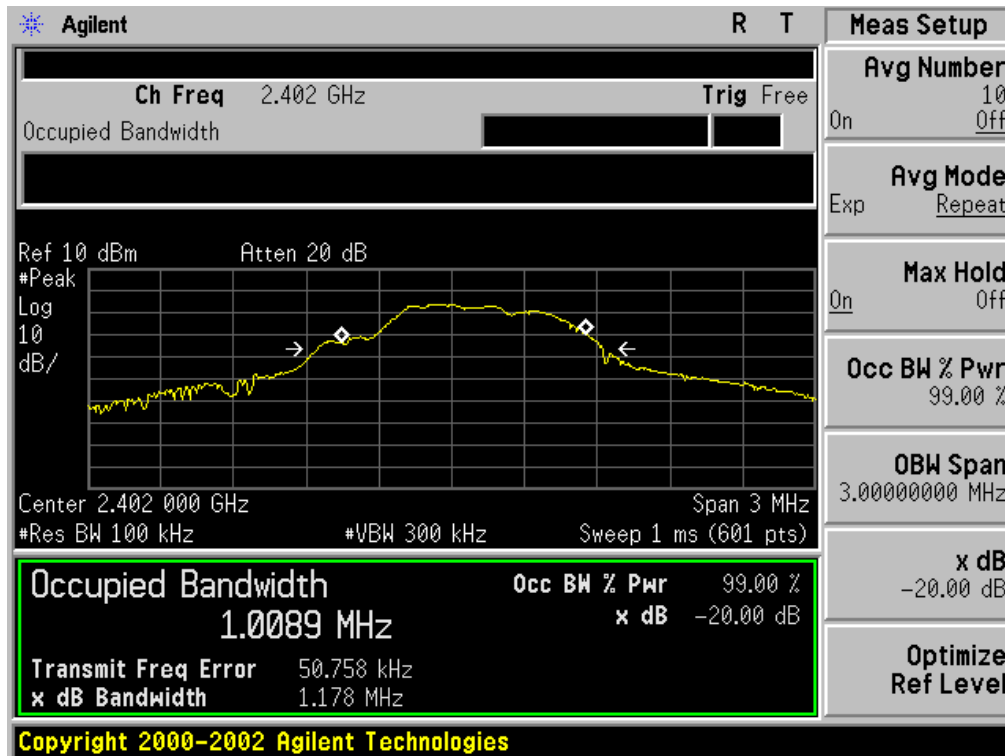 Agilent R T
Ch Freq 2.402 GHz Trig Free
Occupied Bandwidth
Ref 10 dBm Atten 20 dB
#Peak
Log
10
dB/
Center 2.402 000 GHz Span 3 MHz
#Res BW 100 kHz #VBW 300 kHz Sweep 1 ms (601 pts)
Occupied Bandwidth Occ BW % Pwr 99.00 %
1.0089 MHz x dB -20.00 dB
Transmit Freq Error 50.758 kHz
x dB Bandwidth 1.178 MHz
Copyright 2000-2002 Agilent Technologies
Meas Setup
Avg Number
10
On Off
Avg Mode
Exp Repeat
Max Hold
On Off
Occ BW % Pwr
99.00 %
OBW Span
3.00000000 MHz
x dB
-20.00 dB
Optimize
Ref Level